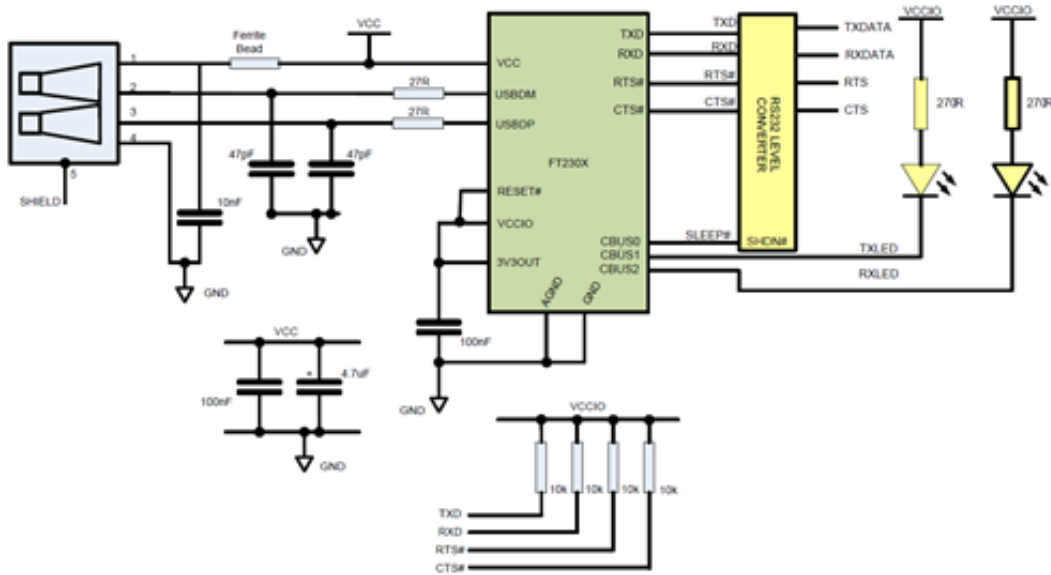 Ferrite
Bead
VCC
1
2
3
4
5
SHIELD
27R
27R
47pF
47pF
10nF
GND
GND
VCC
USBDM
USBDP
RESET#
VCCIO
3V3OUT
FT230X
TXD
RXD
RTS#
CTS#
CBUS0
CBUS1
CBUS2
AGND
GND
TXD
RXD
RTS#
CTS#
RS232 LEVEL
CONVERTER
SHDN#
SLEEP#
TXLED
RXLED
TXDATA
RXDATA
RTS
CTS
VCCIO
VCCIO
270R
270R
100nF
GND
VCC
100nF
+
4.7uF
GND
VCCIO
10k
10k
10k
10k
TXD
RXD
RTS#
CTS#